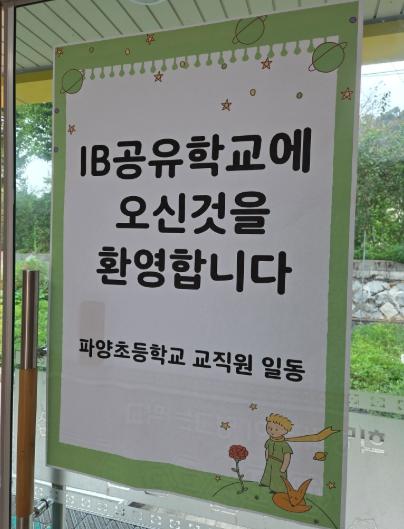 IB공유학교에
오신것을
환영합니다
파양초등학교 교직원 일동